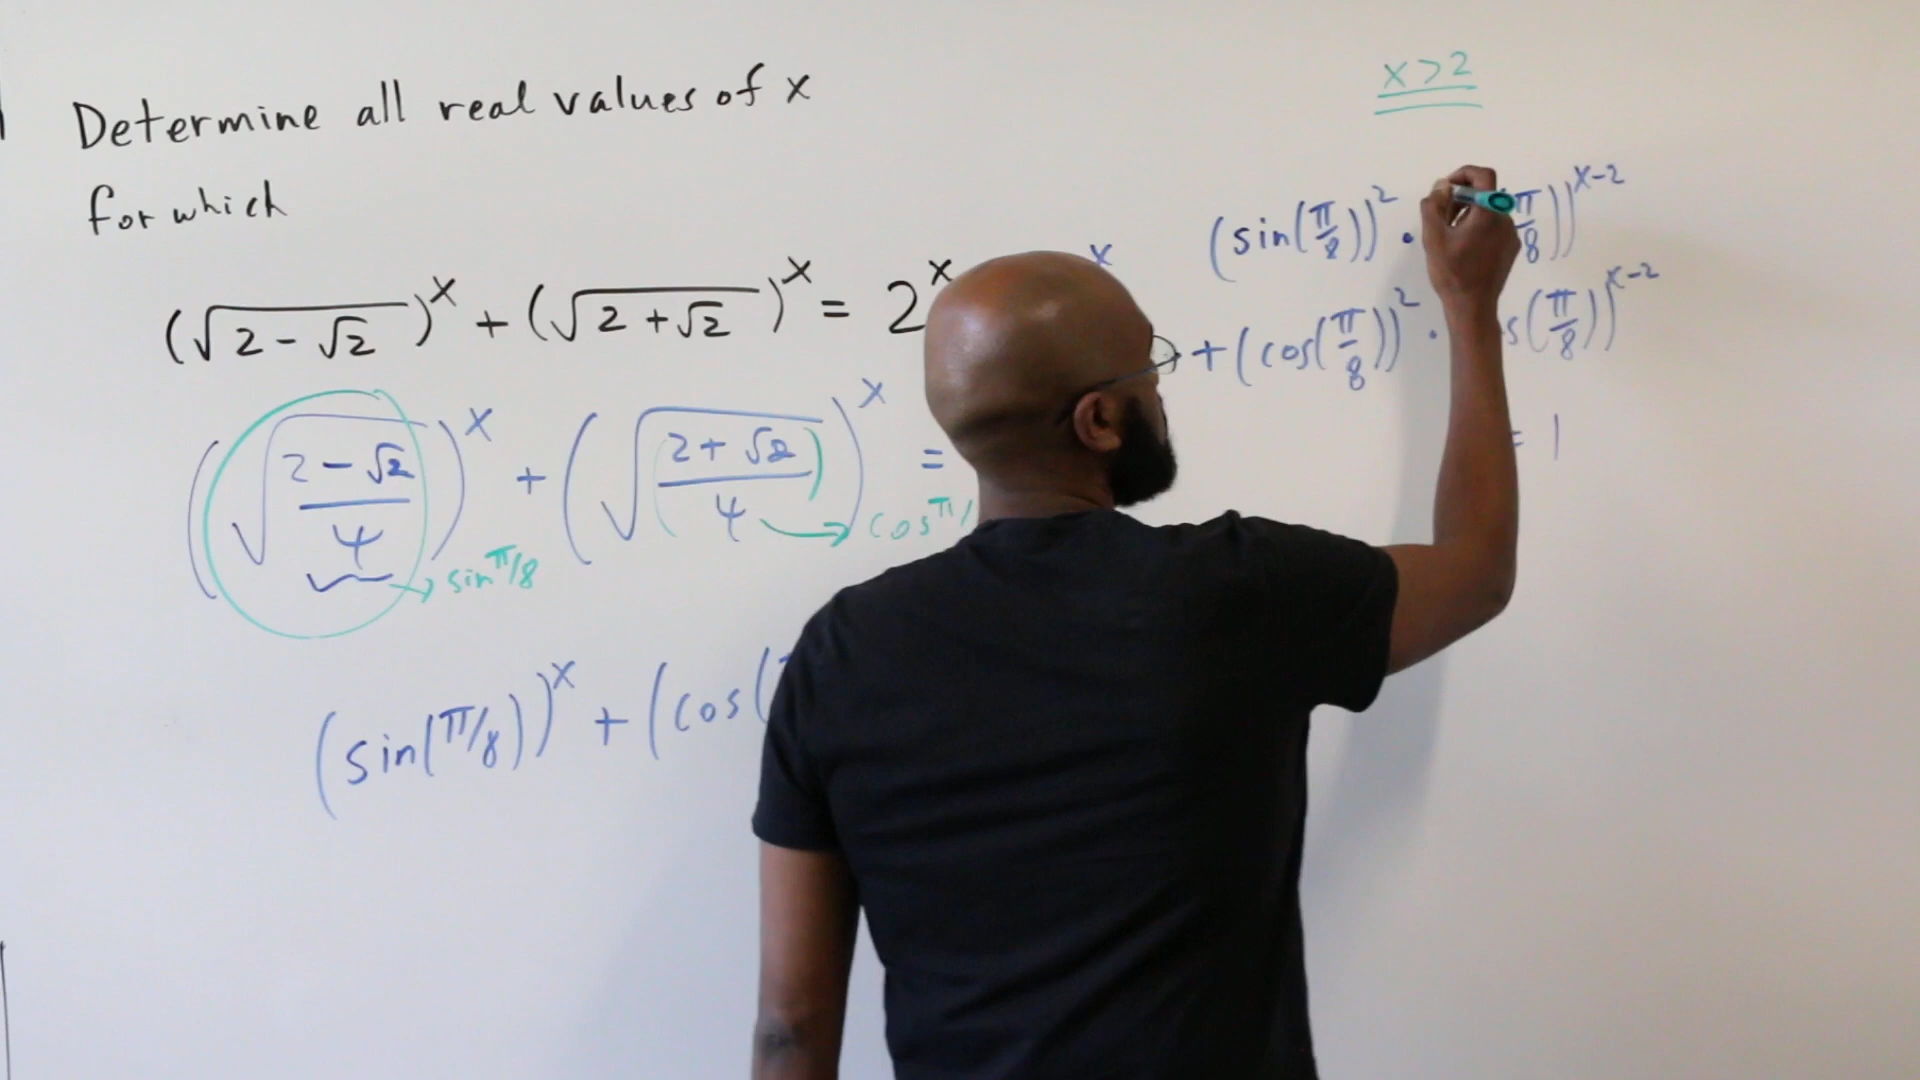 Determine all real values of x
for which
(√(2-√2))^x + (√(2+√2))^x = 2^x
(√((2-√2)/4))^x + (√((2+√2)/4))^x =
sin π/8
cos π/
(sin(π/8))^x + (cos(
x
x>2
(sin(π/8))^2 · π/8))^x-2
+ (cos(π/8))^2 · s(π/8))^x-2
= 1